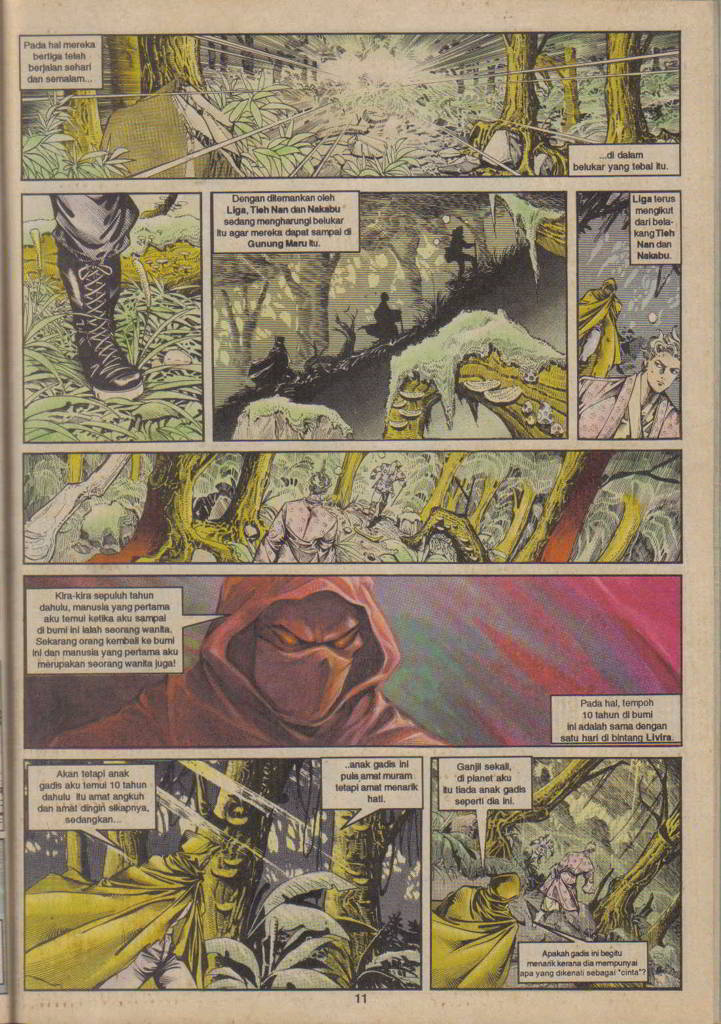 Pada hal mereka
bertiga telah
berjalan sehari
dan semalam...
...di dalam
belukar yang tebal itu.
Dengan ditemankan oleh
Liga, Tieh Nan dan Nakabu
sedang mengharungi belukar
itu agar mereka dapat sampai di
Gunung Maru itu.
Liga terus
mengikut
dari bela-
kang Tieh
Nan dan
Nakabu.
Kira-kira sepuluh tahun
dahulu, manusia yang pertama
aku temui ketika aku sampai
di bumi ini ialah seorang wanita.
Sekarang orang kembali ke bumi
ini dan manusia yang pertama aku
merupakan seorang wanita juga!
Pada hal, tempoh
10 tahun di bumi
ini adalah sama dengan
satu hari di bintang Livira.
Akan tetapi anak
gadis aku temui 10 tahun
dahulu itu amat angkuh
dan amat dingin sikapnya,
sedangkan...
..anak gadis ini
pula amat muram
tetapi amat menarik
hati.
Ganjil sekali,
di planet aku
itu tiada anak gadis
seperti dia ini.
Apakah gadis ini begitu
menarik kerana dia mempunyai
apa yang dikenali sebagai "cinta"?
11